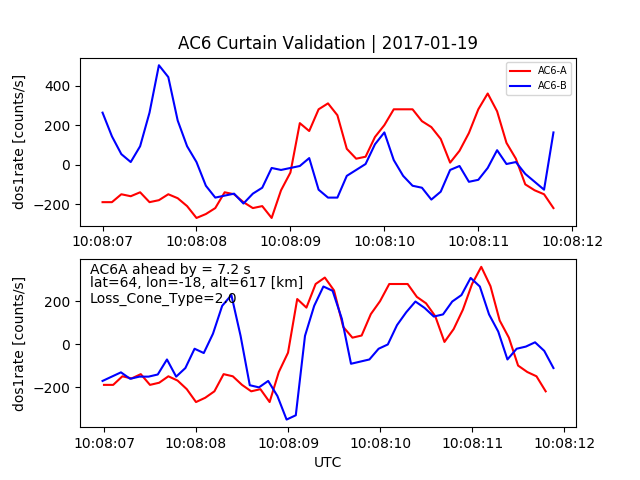 AC6 Curtain Validation | 2017-01-19
dos1rate [counts/s]
400
200
0
−200
AC6-A
AC6-B
10:08:07 10:08:08 10:08:09 10:08:10 10:08:11 10:08:12
dos1rate [counts/s]
200
0
−200
AC6A ahead by = 7.2 s
lat=64, lon=-18, alt=617 [km]
Loss_Cone_Type=2.0
10:08:07 10:08:08 10:08:09 10:08:10 10:08:11 10:08:12
UTC